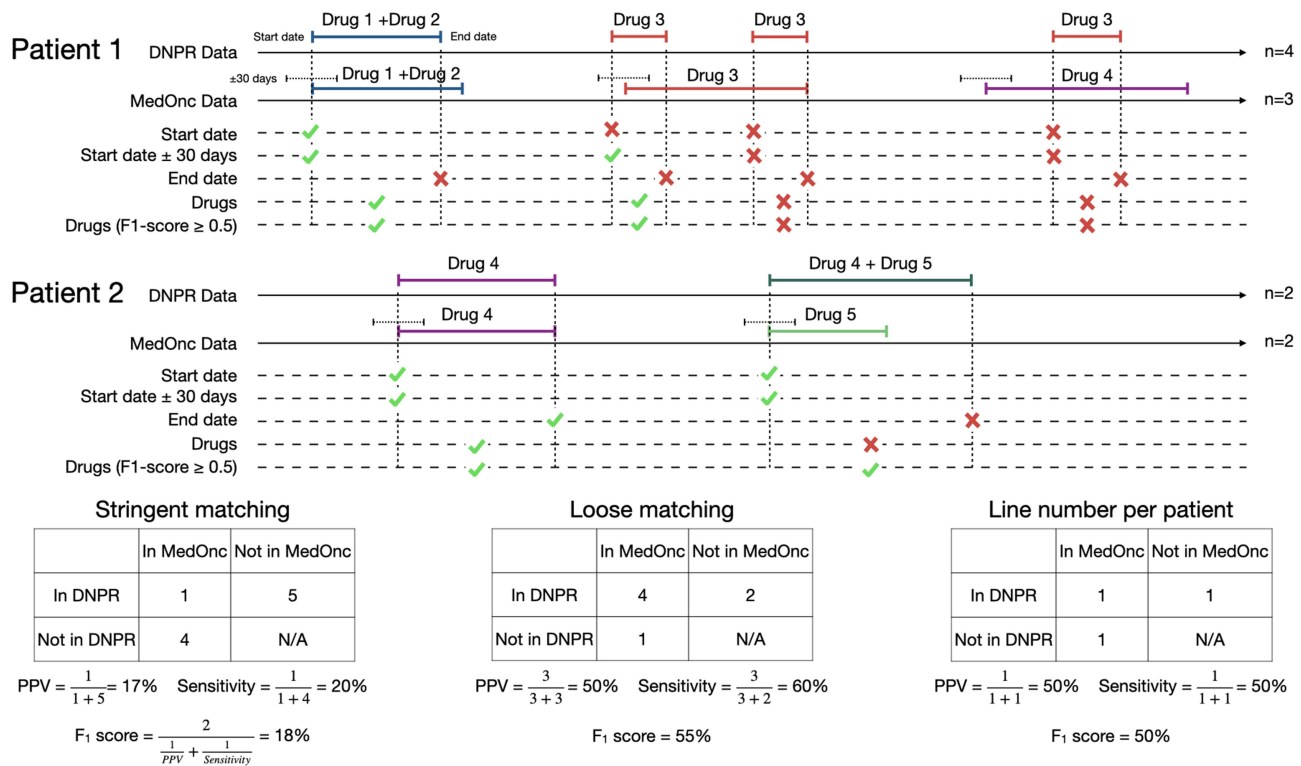 Drug 1 +Drug 2 Drug 3 Drug 3 Drug 3
Patient 1
Start date End date
DNPR Data n=4
±30 days Drug 1 +Drug 2 Drug 3 Drug 4
MedOnc Data n=3
Start date
Start date ± 30 days
End date
Drugs
Drugs (F1-score ≥ 0.5)
Drug 4 Drug 4 + Drug 5
Patient 2
DNPR Data n=2
Drug 4 Drug 5
MedOnc Data n=2
Start date
Start date ± 30 days
End date
Drugs
Drugs (F1-score ≥ 0.5)
Stringent matching
In MedOnc Not in MedOnc
In DNPR 1 5
Not in DNPR 4 N/A
PPV = 1 / (1 + 5) = 17% Sensitivity = 1 / (1 + 4) = 20%
F₁ score = 2 / (1/PPV + 1/Sensitivity) = 18%
Loose matching
In MedOnc Not in MedOnc
In DNPR 4 2
Not in DNPR 1 N/A
PPV = 3 / (3 + 3) = 50% Sensitivity = 3 / (3 + 2) = 60%
F₁ score = 55%
Line number per patient
In MedOnc Not in MedOnc
In DNPR 1 1
Not in DNPR 1 N/A
PPV = 1 / (1 + 1) = 50% Sensitivity = 1 / (1 + 1) = 50%
F₁ score = 50%